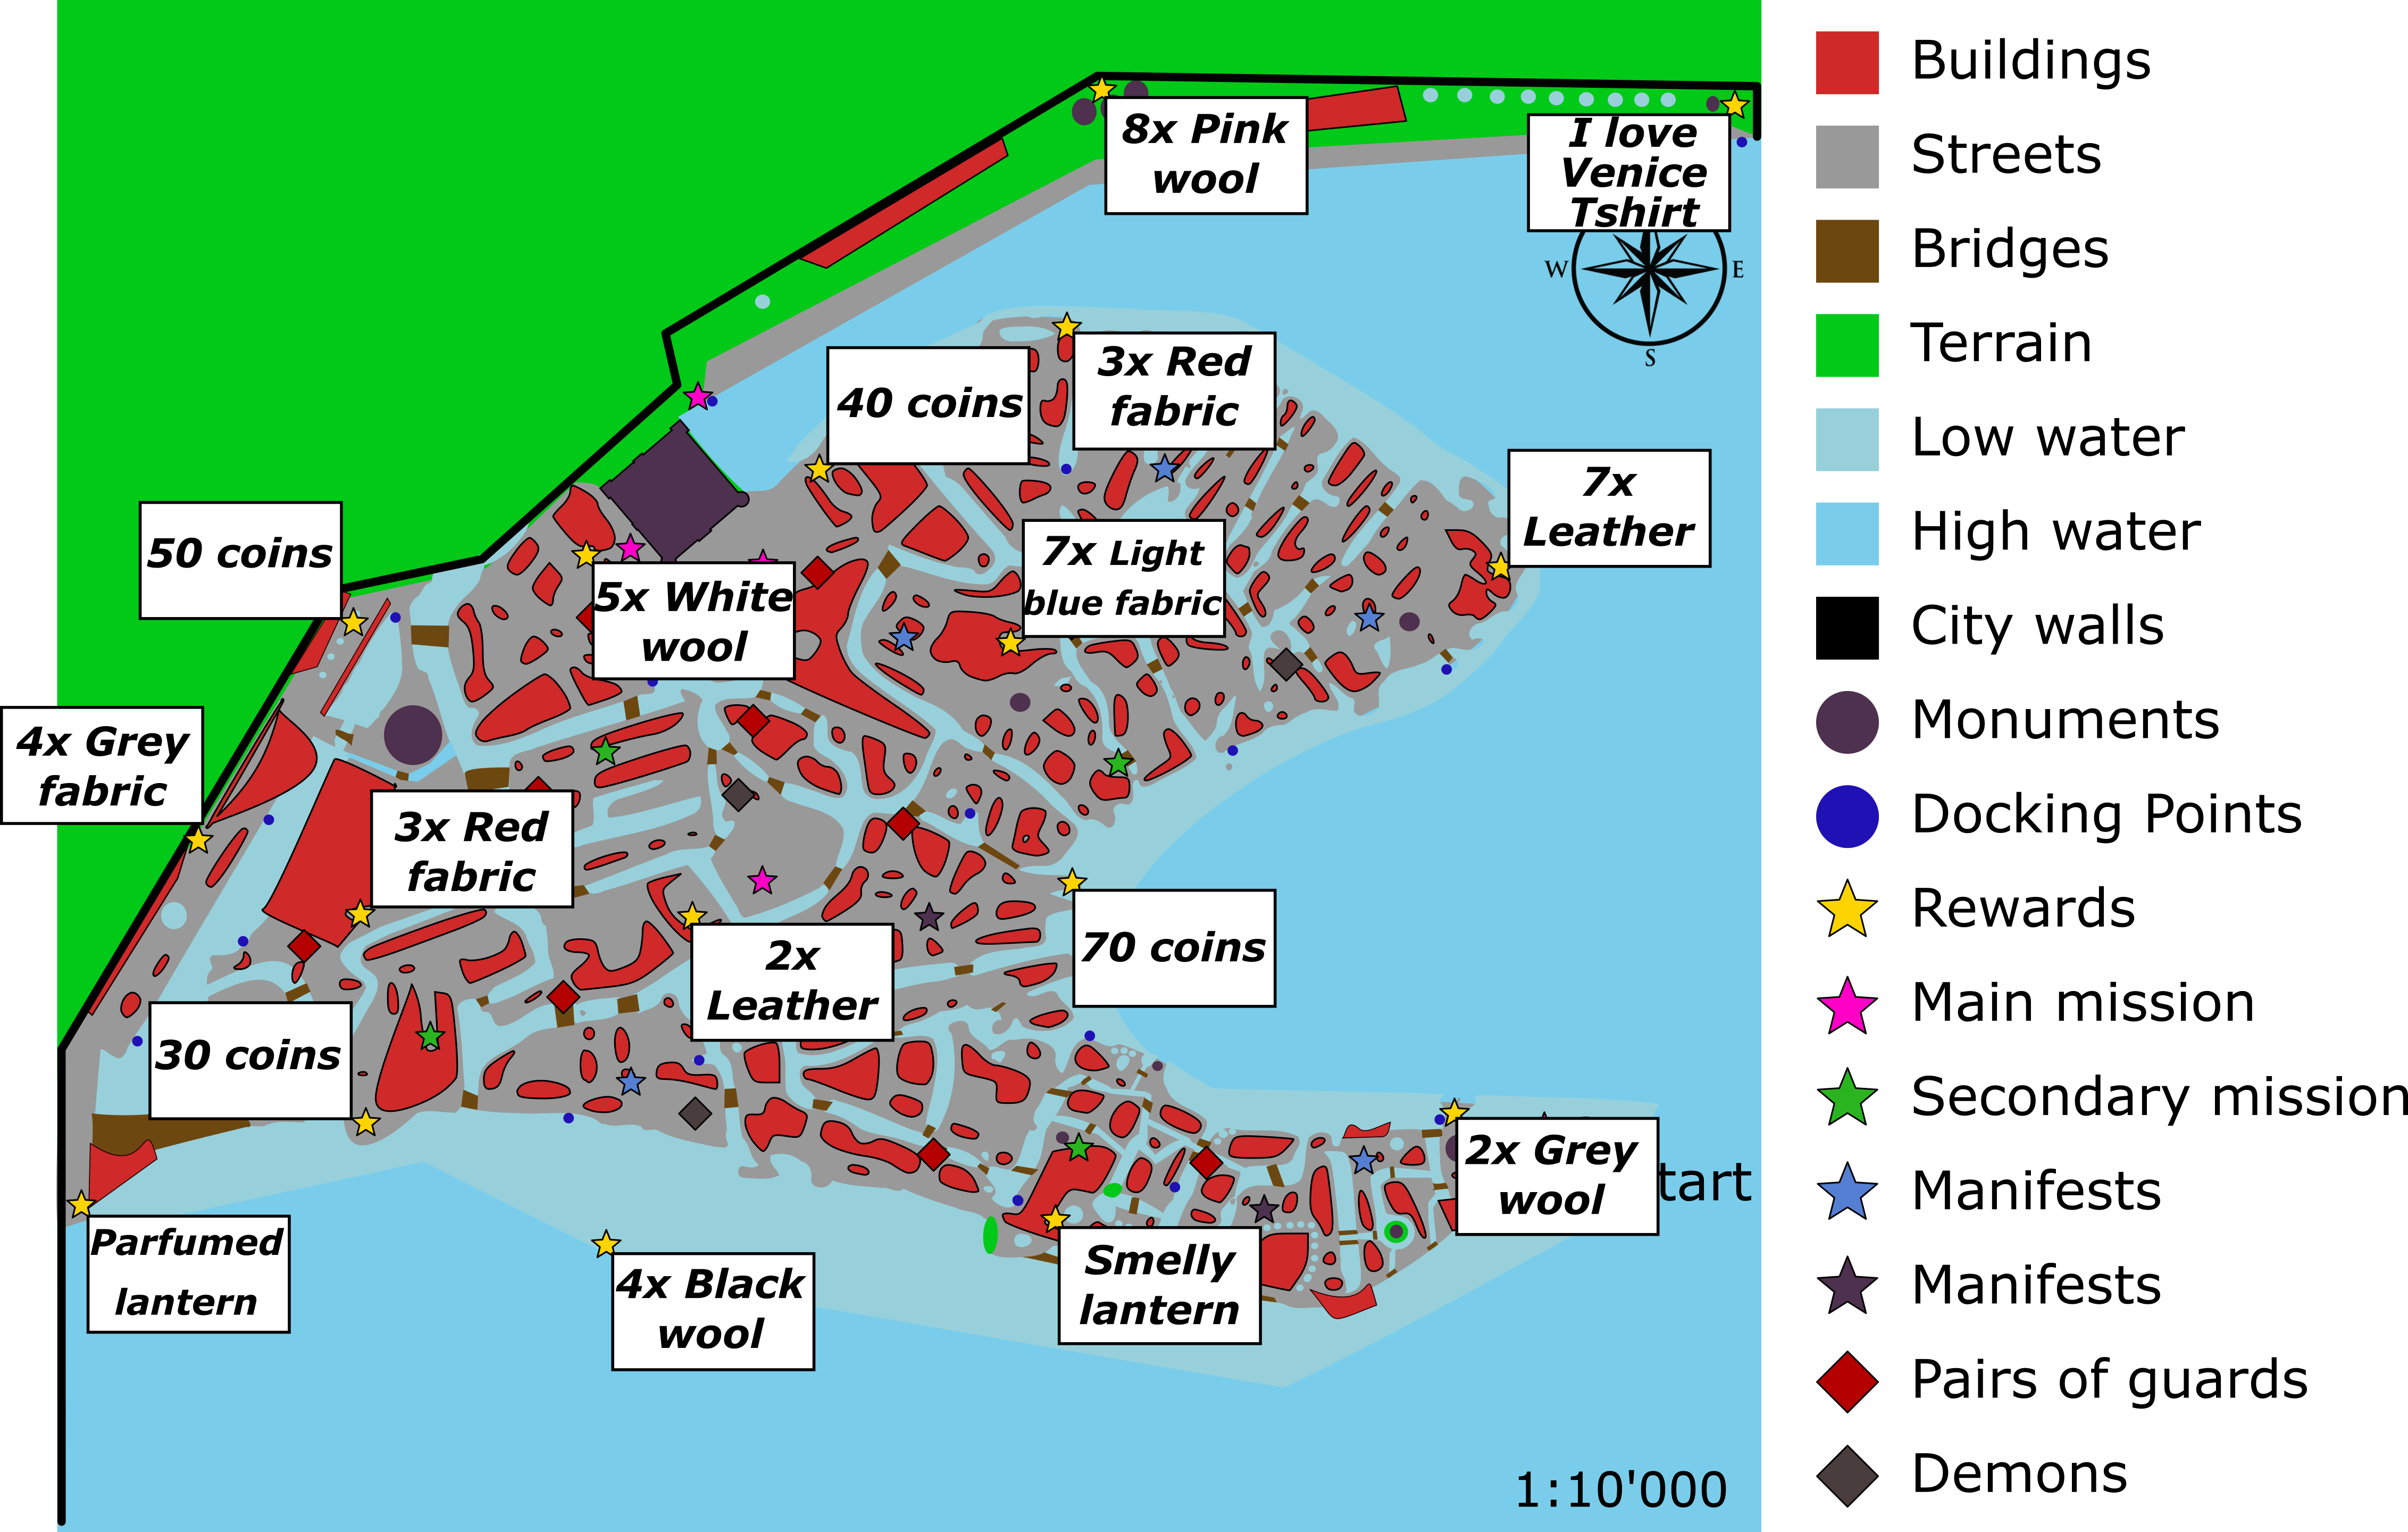 8x Pink
wool
I love
Venice
Tshirt
W
E
S
40 coins
3x Red
fabric
7x
Leather
50 coins
7x Light
blue fabric
5x White
wool
4x Grey
fabric
3x Red
fabric
2x
Leather
70 coins
30 coins
2x Grey
wool
tart
Parfumed
lantern
4x Black
wool
Smelly
lantern
1:10'000
Buildings
Streets
Bridges
Terrain
Low water
High water
City walls
Monuments
Docking Points
Rewards
Main mission
Secondary mission
Manifests
Manifests
Pairs of guards
Demons